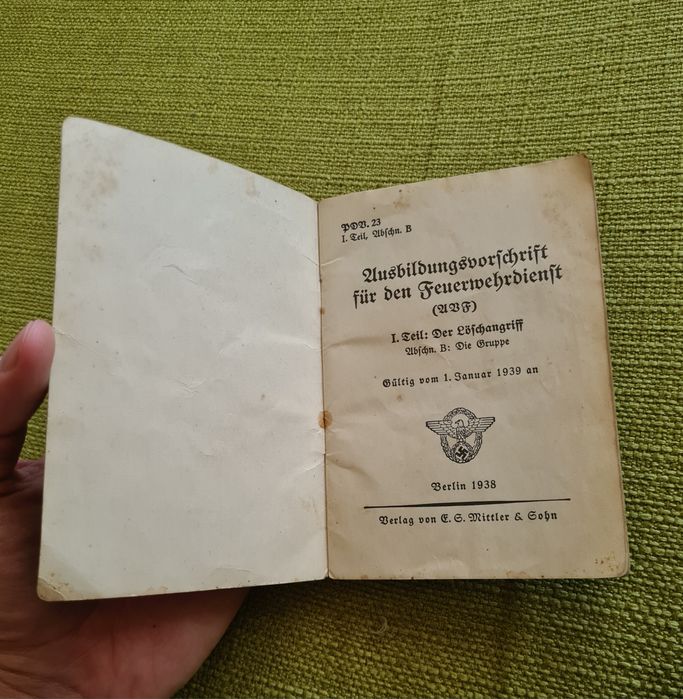 PDV. 23
I. Teil, Abschn. B
Ausbildungsvorschrift
für den Feuerwehrdienst
(AVF)
I. Teil: Der Löschangriff
Abschn. B: Die Gruppe
Gültig vom 1. Januar 1939 an
Berlin 1938
Verlag von E. S. Mittler & Sohn